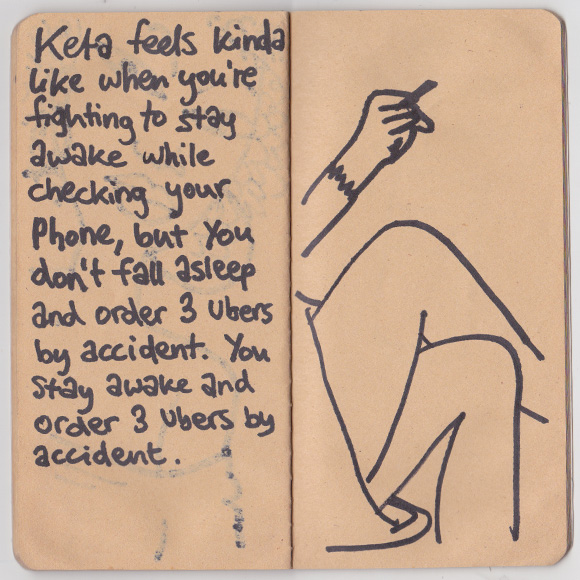 Keta feels kinda
like when you're
fighting to stay
awake while
checking your
Phone, but You
don't fall asleep
and order 3 Ubers
by accident. You
stay awake and
order 3 Ubers by
accident.